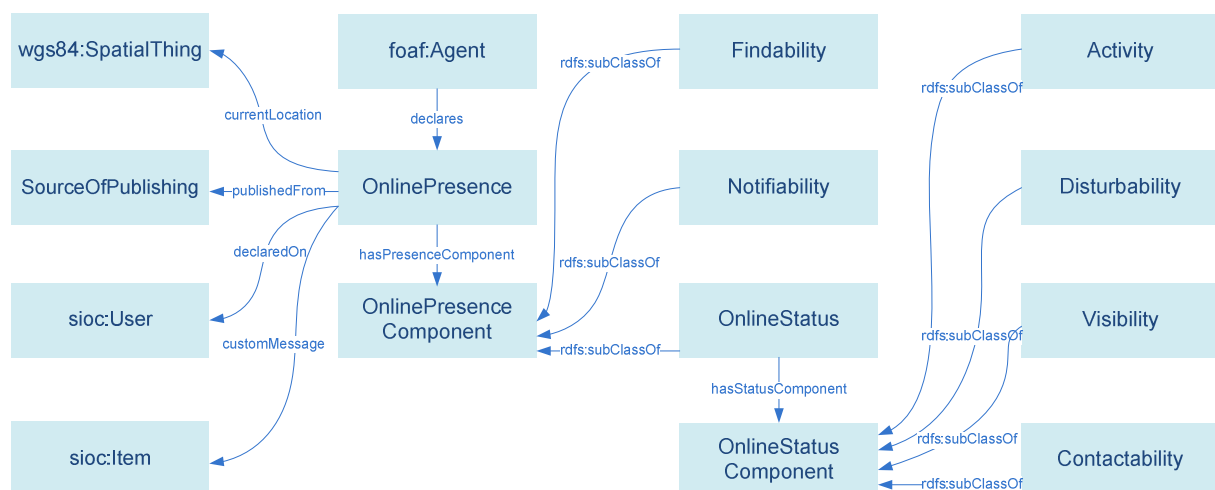 wgs84:SpatialThing
foaf:Agent
Findability
Activity
rdfs:subClassOf
rdfs:subClassOf
currentLocation
declares
SourceOfPublishing
publishedFrom
OnlinePresence
Notifiability
Disturbability
declaredOn
hasPresenceComponent
rdfs:subClassOf
sioc:User
OnlinePresence
Component
OnlineStatus
Visibility
customMessage
rdfs:subClassOf
rdfs:subClassOf
hasStatusComponent
sioc:Item
OnlineStatus
Component
rdfs:subClassOf
Contactability
rdfs:subClassOf